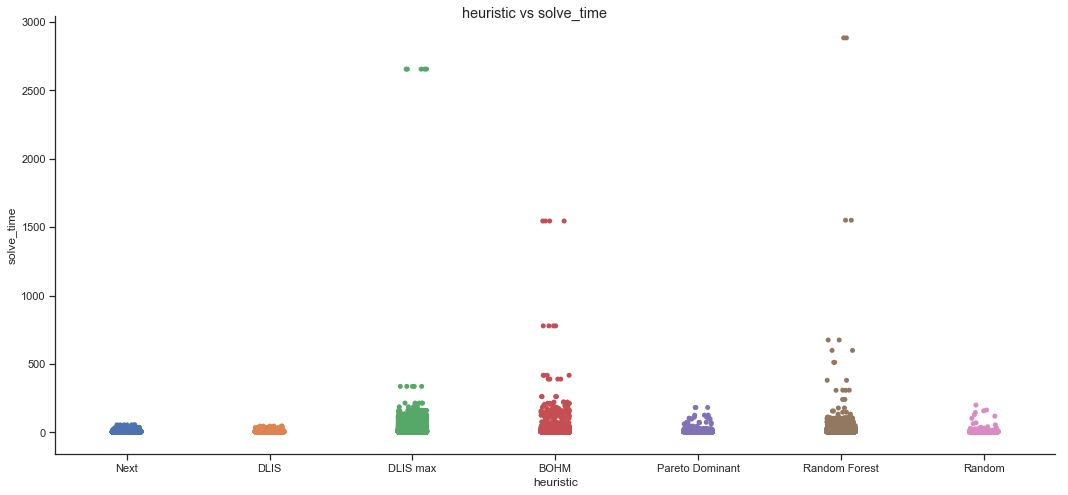 heuristic vs solve_time
3000
2500
2000
1500
1000
500
0
solve_time
Next DLIS DLIS max BOHM Pareto Dominant Random Forest Random
heuristic